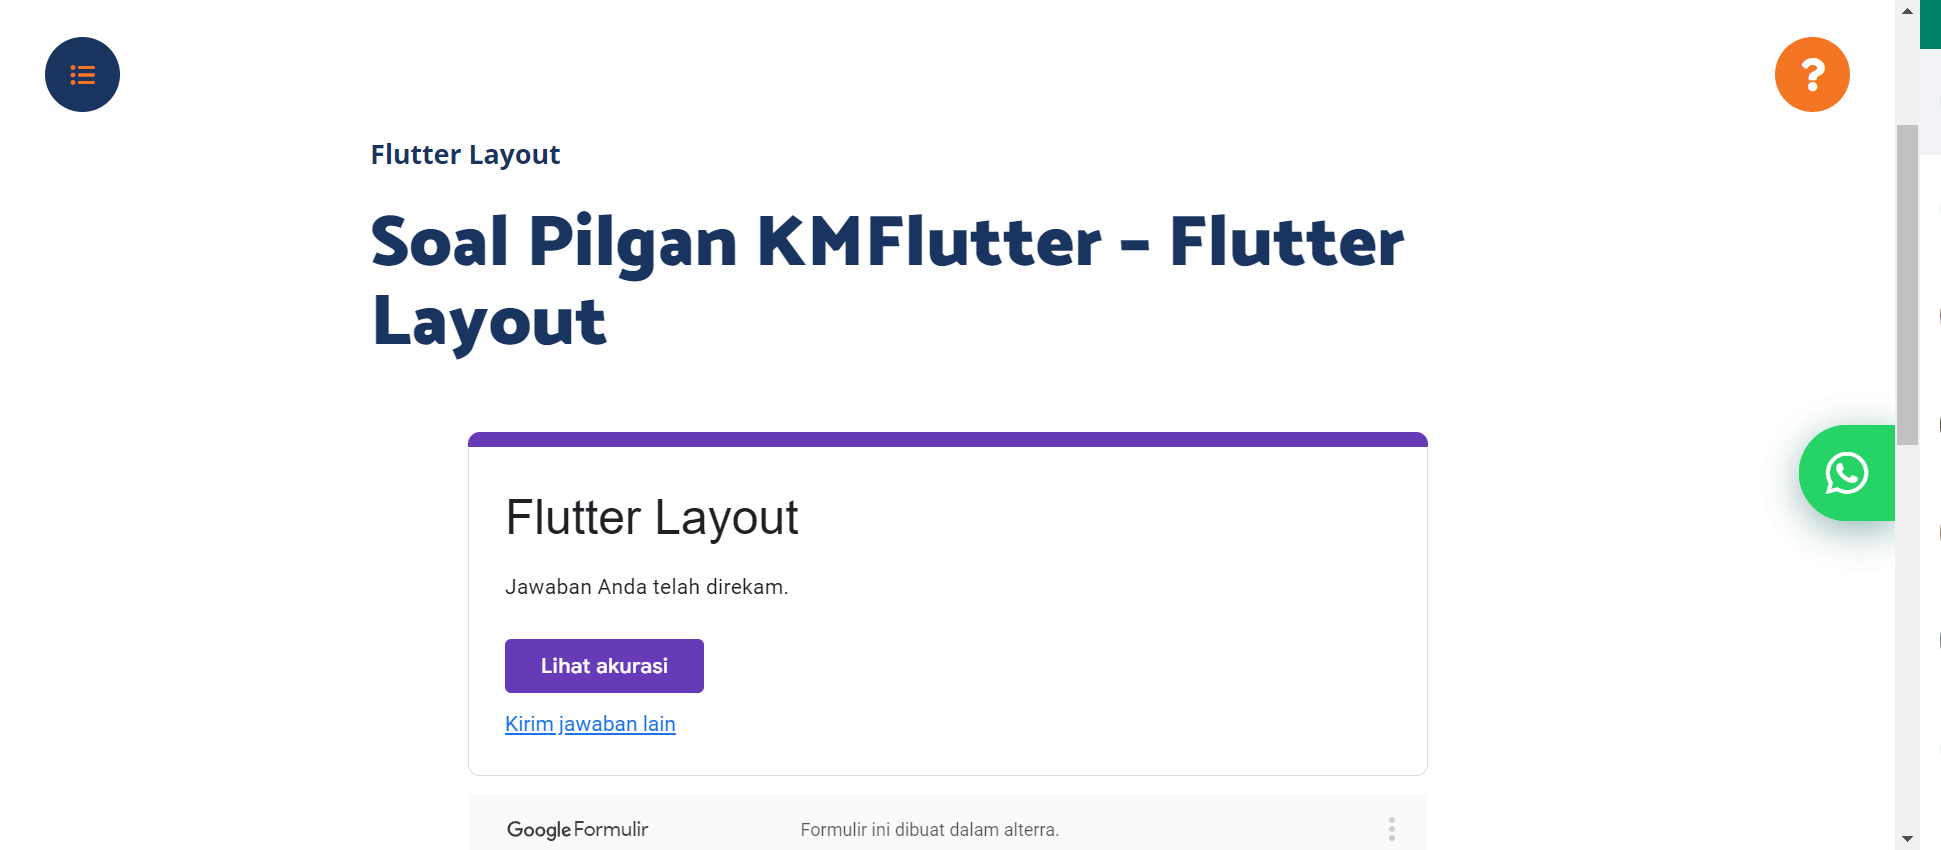 Flutter Layout
Soal Pilgan KMFlutter – Flutter
Layout
Flutter Layout
Jawaban Anda telah direkam.
Lihat akurasi
Kirim jawaban lain
Google Formulir
Formulir ini dibuat dalam alterra.